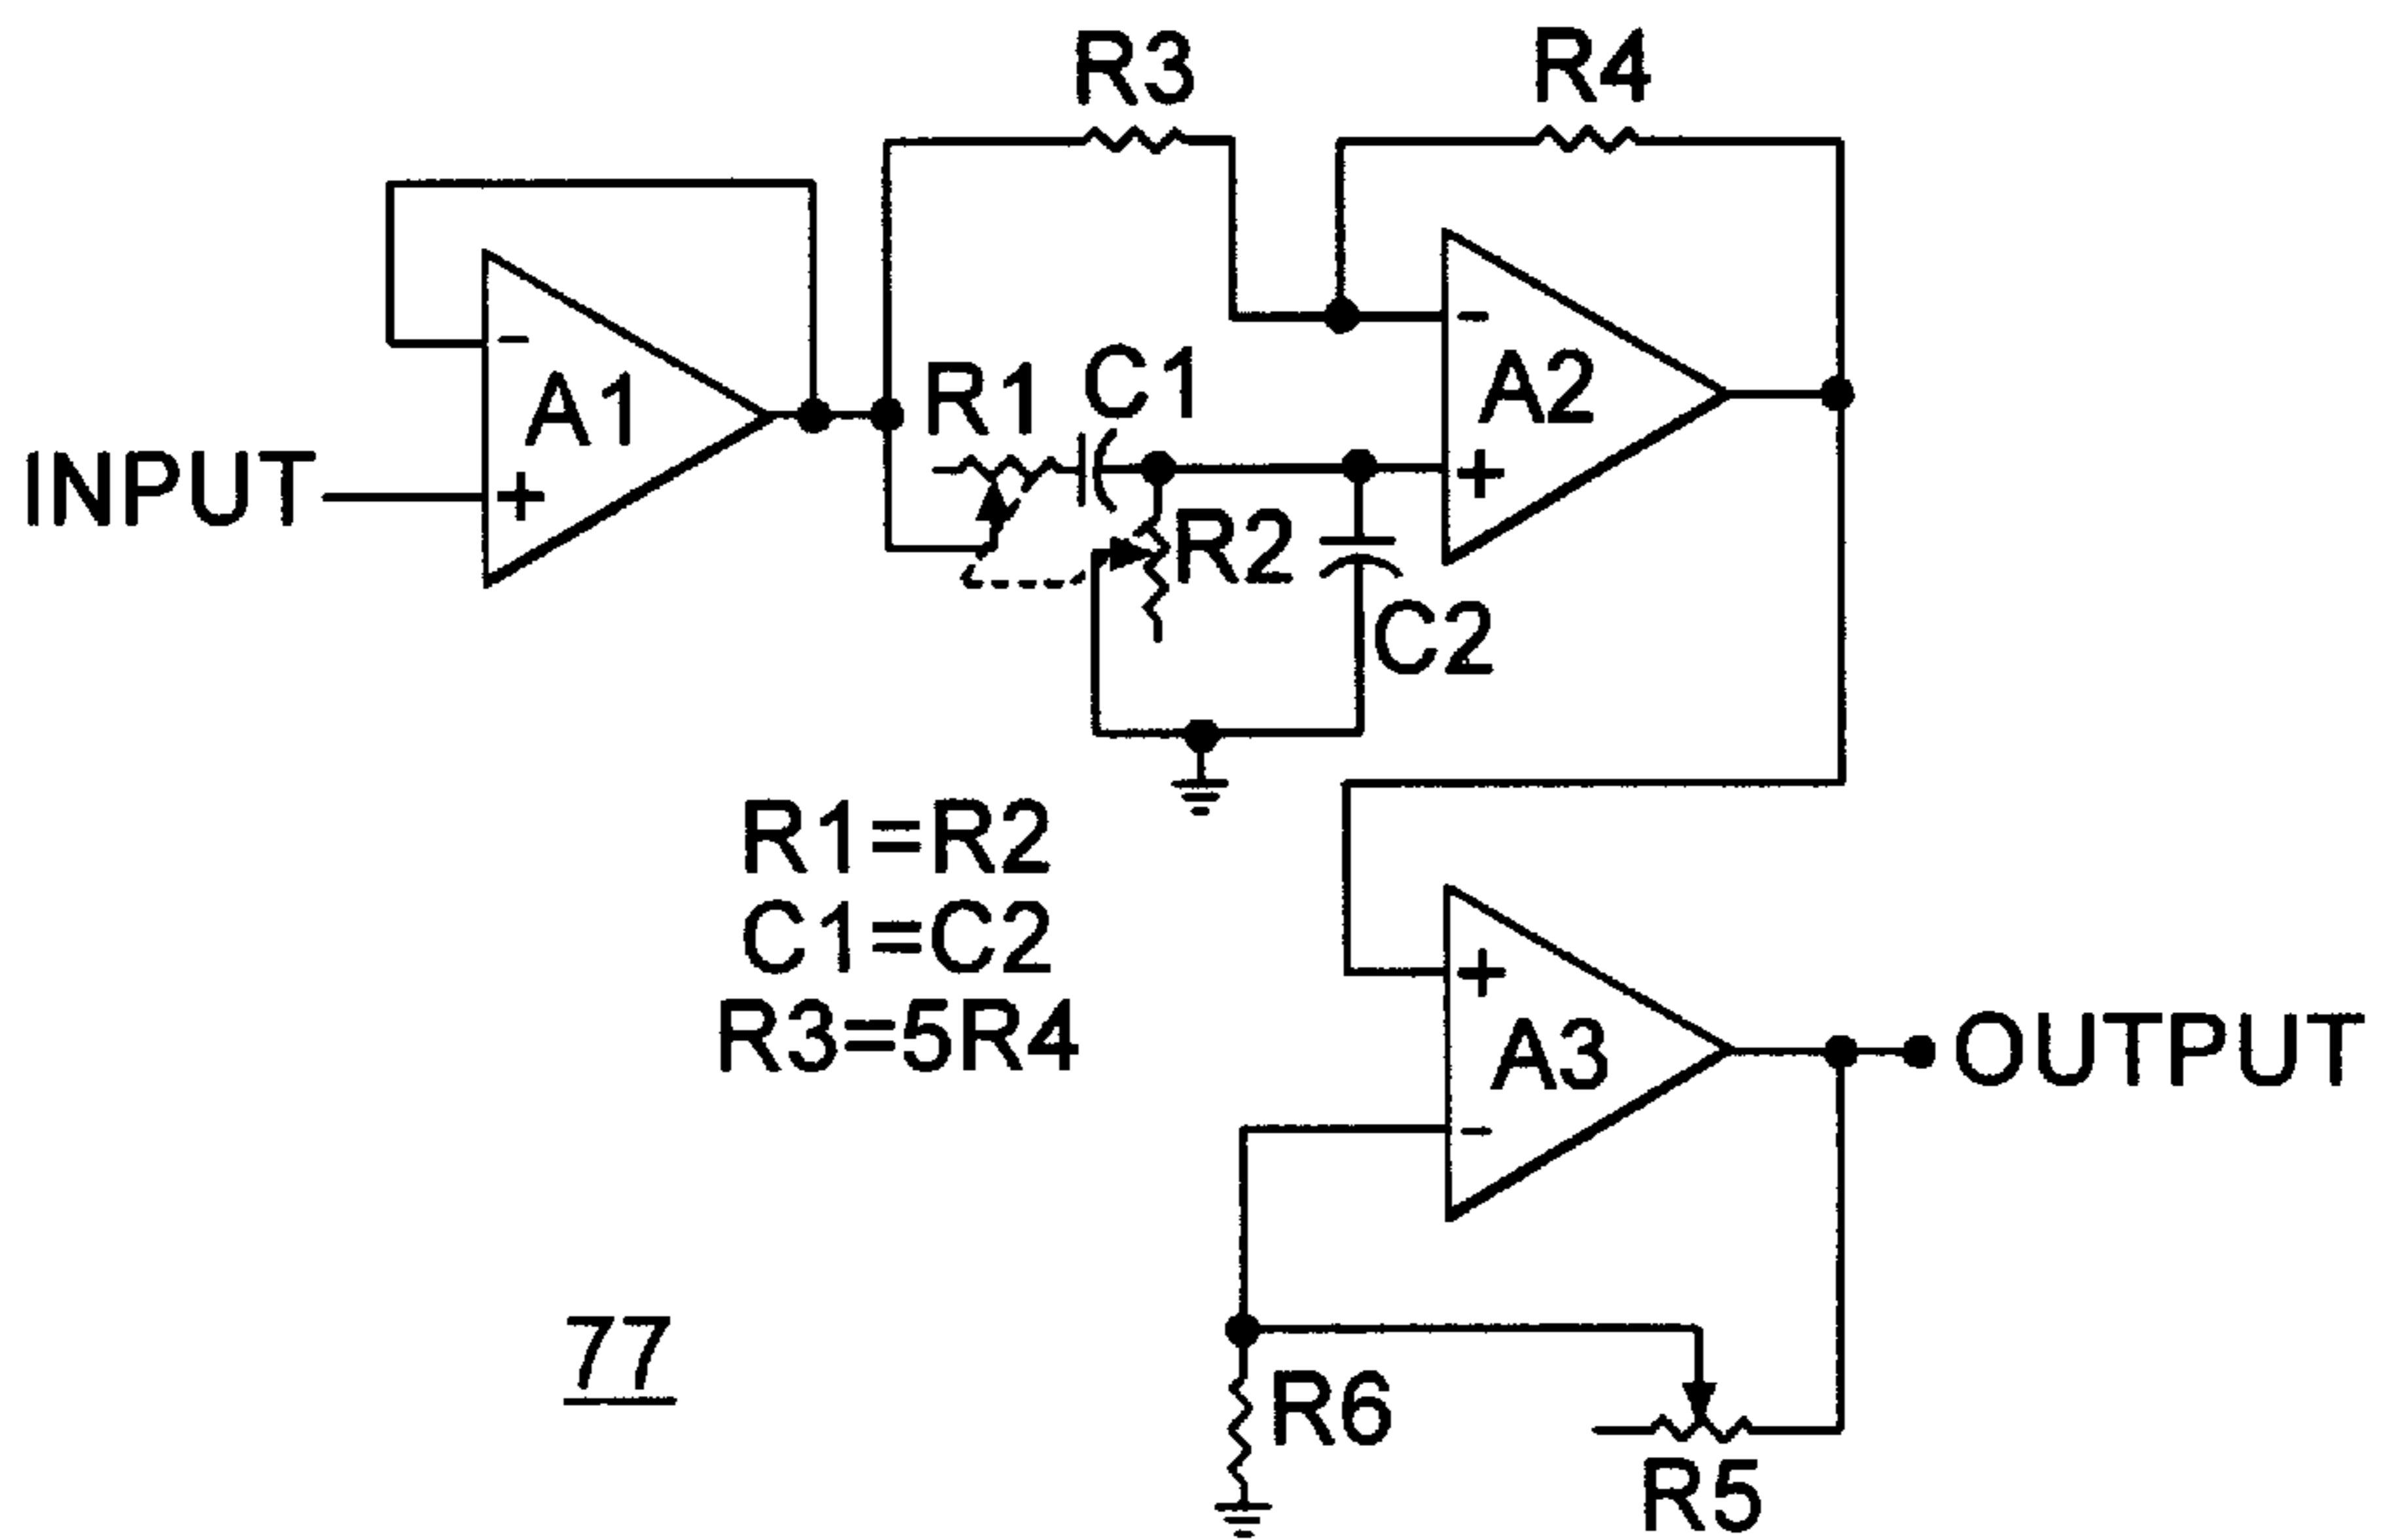 R3
R4
A1
R1
C1
A2
INPUT
R2
C2
R1=R2
C1=C2
R3=5R4
A3
OUTPUT
77
R6
R5
-
+
-
+
+
-